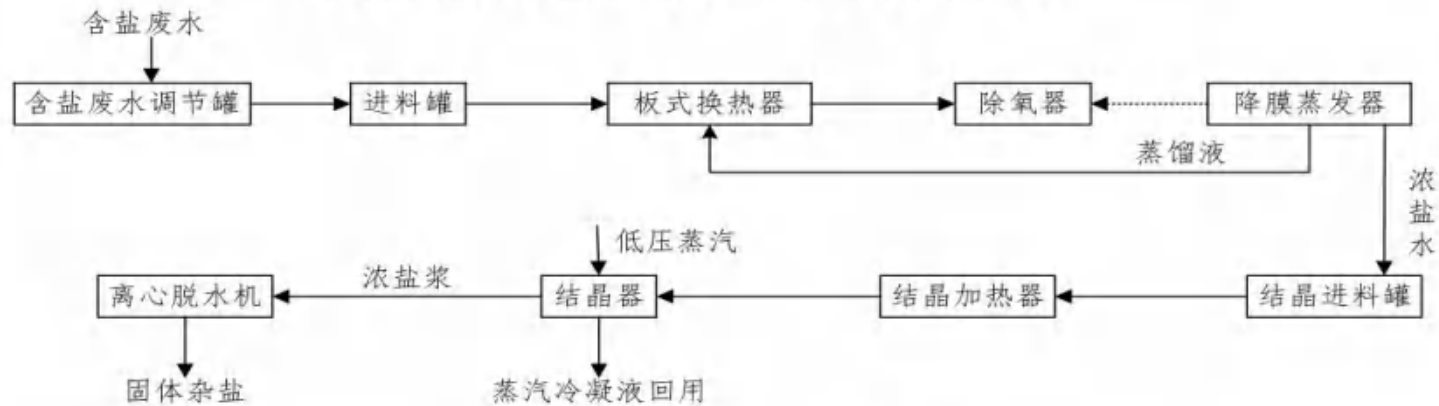 含盐废水
含盐废水调节罐
进料罐
板式换热器
除氧器
降膜蒸发器
蒸馏液
浓盐水
低压蒸汽
浓盐浆
离心脱水机
结晶器
结晶加热器
结晶进料罐
固体杂盐
蒸汽冷凝液回用